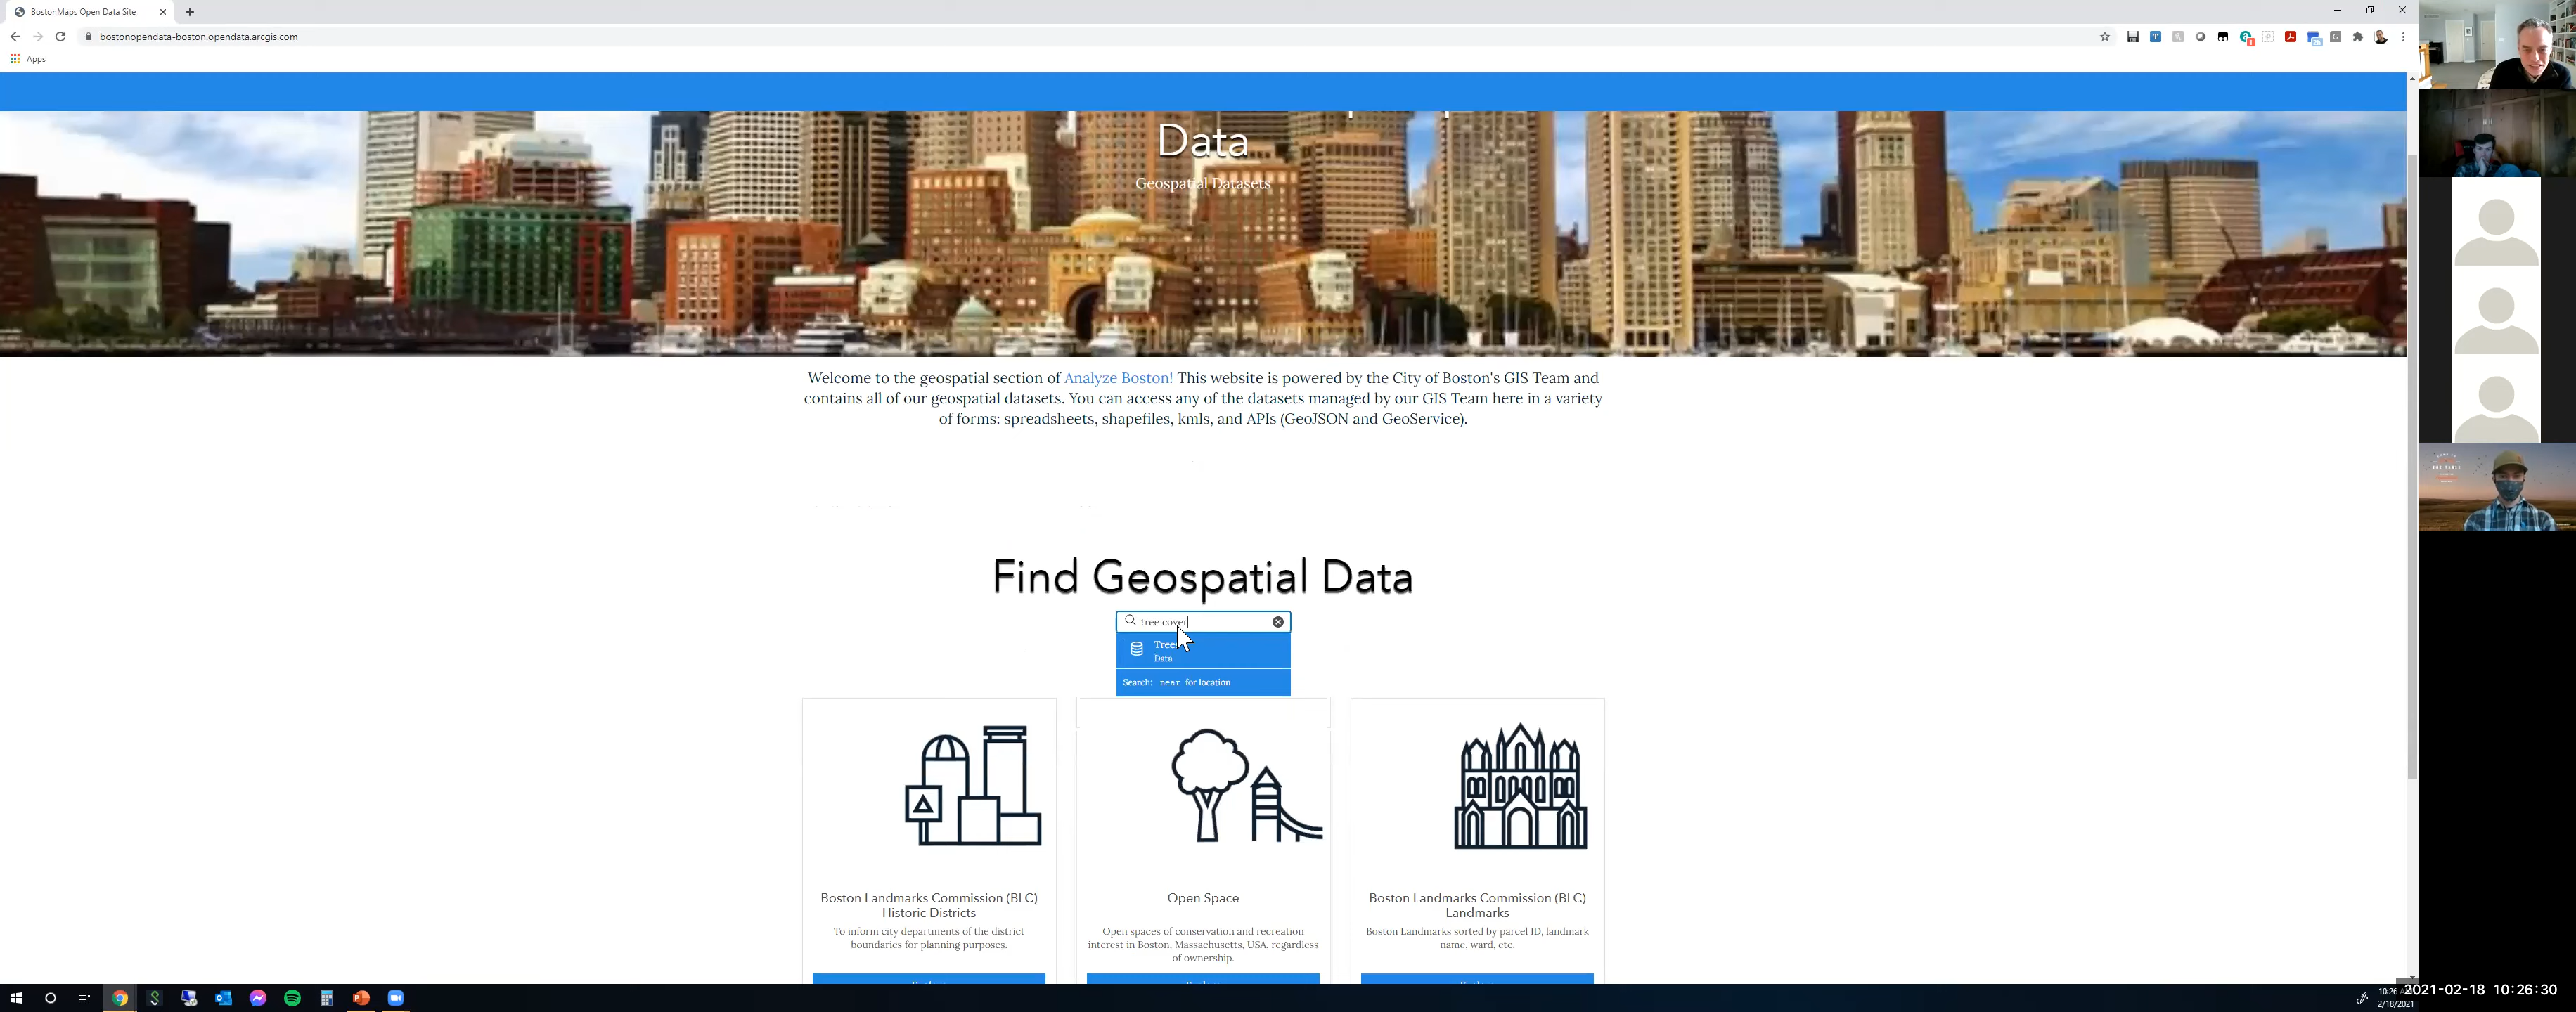 BostonMaps Open Data Site
bostonopendata-boston.opendata.arcgis.com
Apps
Data
Geospatial Datasets
Welcome to the geospatial section of Analyze Boston! This website is powered by the City of Boston's GIS Team and
contains all of our geospatial datasets. You can access any of the datasets managed by our GIS Team here in a variety
of forms: spreadsheets, shapefiles, kmls, and APIs (GeoJSON and GeoService).
Find Geospatial Data
tree cover
Data
Search: near for location
Boston Landmarks Commission (BLC)
Historic Districts
To inform city departments of the district
boundaries for planning purposes.
Open Space
Open spaces of conservation and recreation
interest in Boston, Massachusetts, USA, regardless
of ownership.
Boston Landmarks Commission (BLC)
Landmarks
Boston Landmarks sorted by parcel ID, landmark
name, ward, etc.
THE TABLE
10:26
2021-02-18 10:26:30
2/18/2021